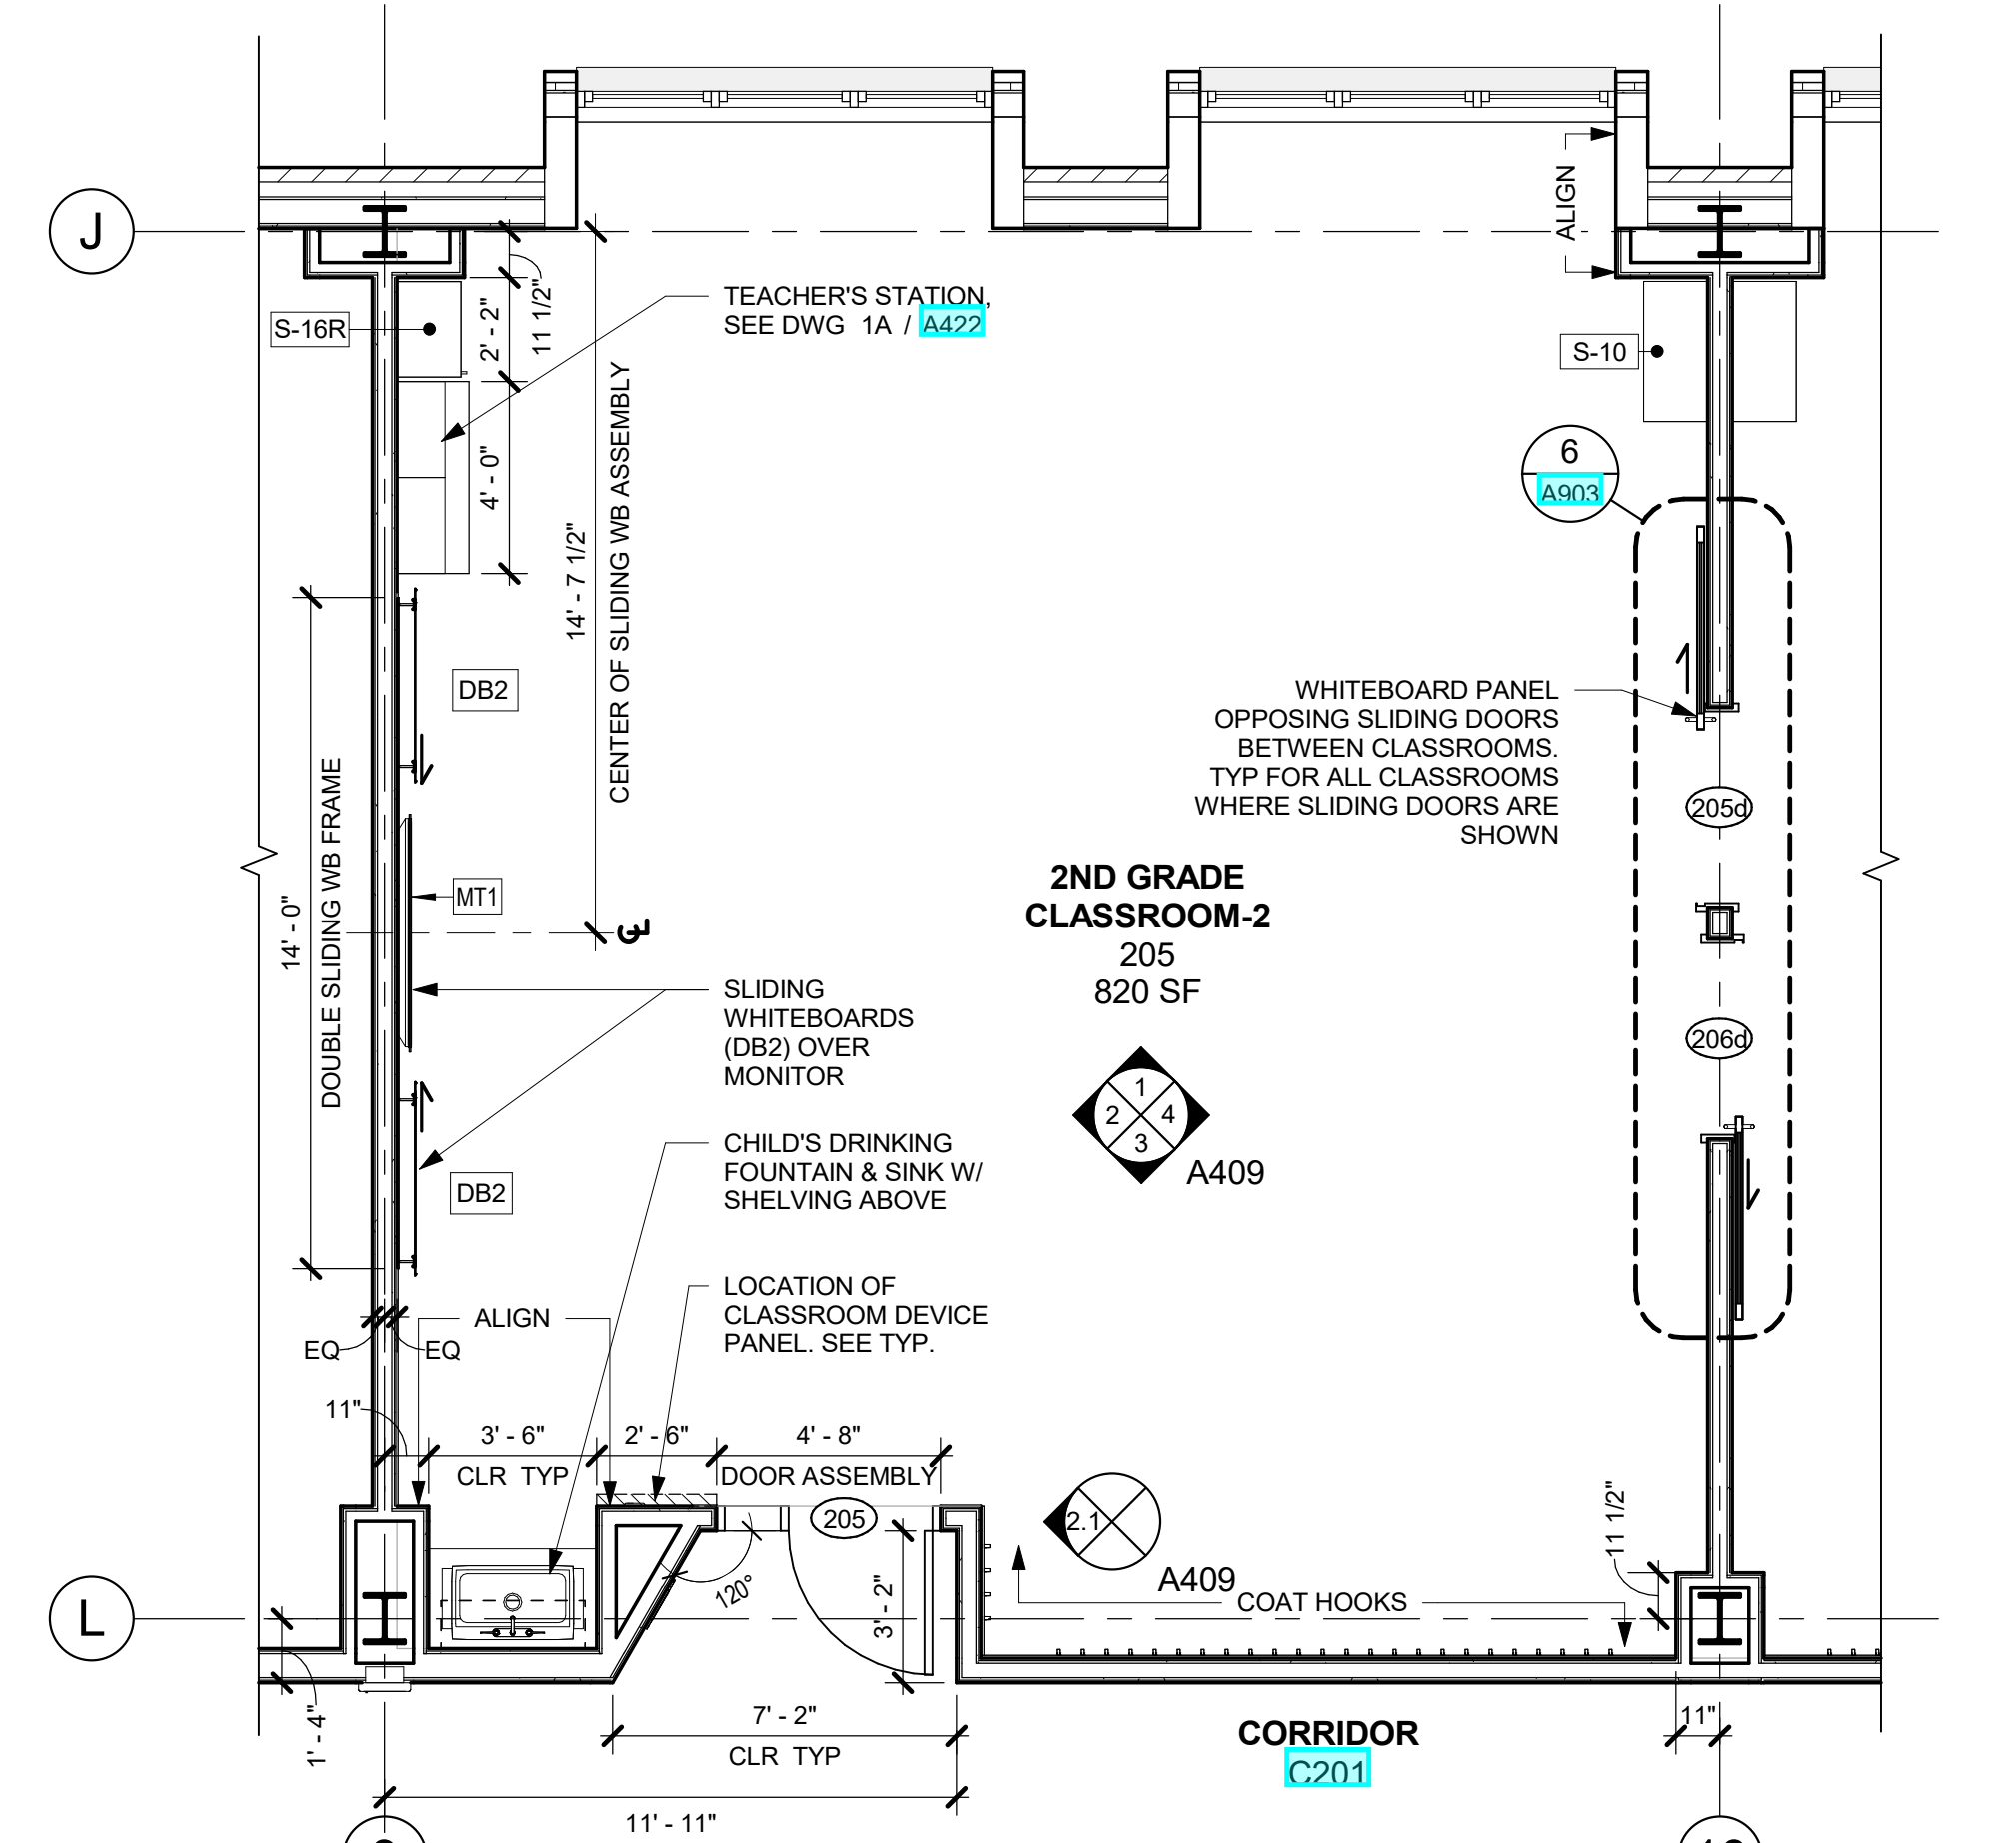 J
ALIGN
TEACHER'S STATION,
SEE DWG 1A / A422
S-16R
2' - 2"
11 1/2"
S-10
4' - 0"
6
A903
14' - 7 1/2"
CENTER OF SLIDING WB ASSEMBLY
DB2
WHITEBOARD PANEL
OPPOSING SLIDING DOORS
BETWEEN CLASSROOMS.
TYP FOR ALL CLASSROOMS
WHERE SLIDING DOORS ARE
SHOWN
205d
14' - 0"
DOUBLE SLIDING WB FRAME
MT1
2ND GRADE
CLASSROOM-2
205
820 SF
SLIDING
WHITEBOARDS
(DB2) OVER
MONITOR
206d
1
2
4
3
A409
CHILD'S DRINKING
FOUNTAIN & SINK W/
SHELVING ABOVE
DB2
LOCATION OF
CLASSROOM DEVICE
PANEL. SEE TYP.
ALIGN
EQ
EQ
11"
3' - 6"
CLR TYP
2' - 6"
4' - 8"
DOOR ASSEMBLY
205
2.1
A409
11 1/2"
120°
3' - 2"
COAT HOOKS
L
1' - 4"
7' - 2"
CLR TYP
CORRIDOR
C201
11"
11' - 11"